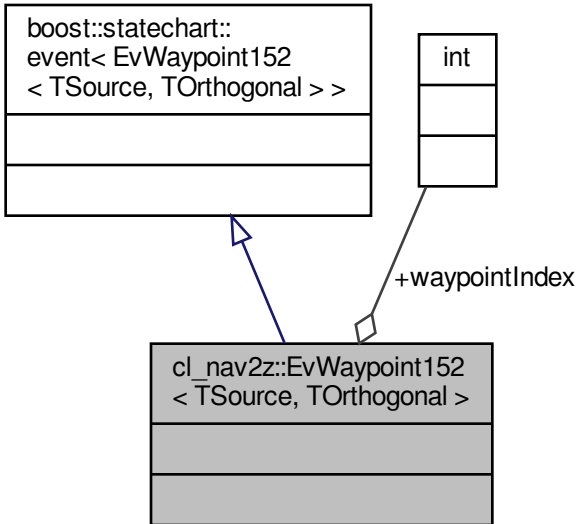 boost::statechart::
event< EvWaypoint152
< TSource, TOrthogonal > >
int
+waypointIndex
cl_nav2z::EvWaypoint152
< TSource, TOrthogonal >